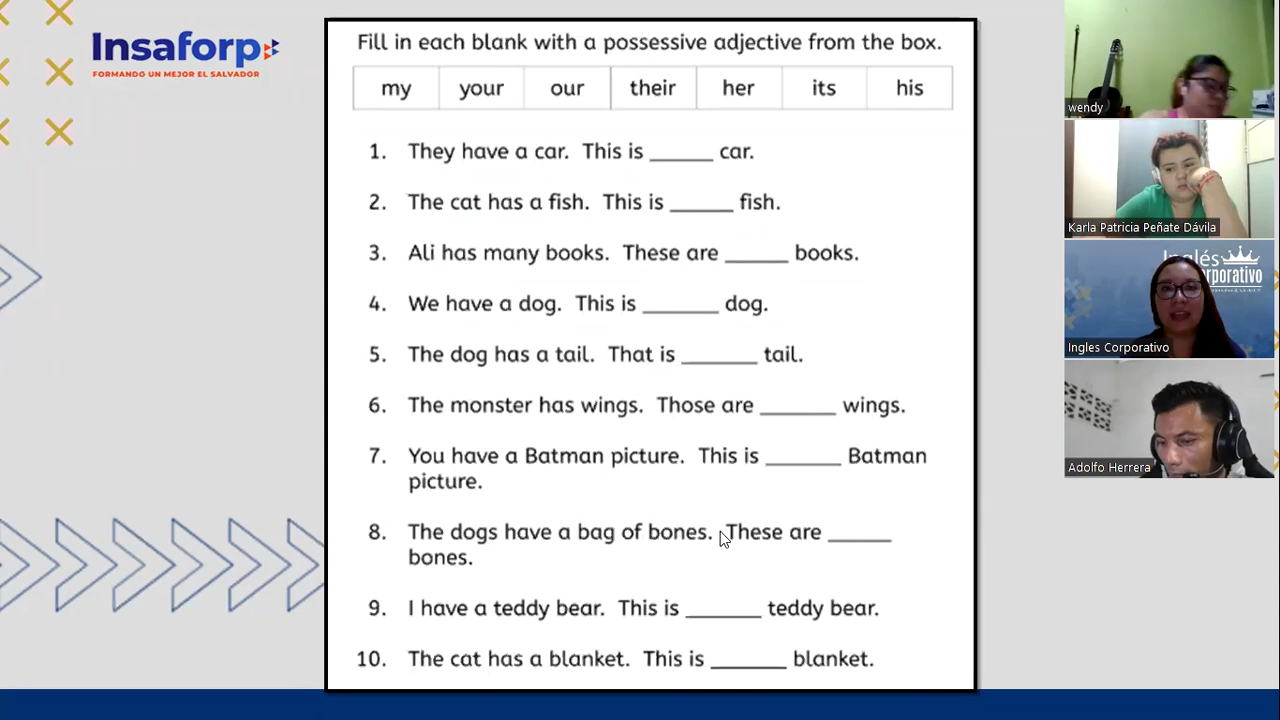 Insaforp
FORMANDO UN MEJOR EL SALVADOR
Fill in each blank with a possessive adjective from the box.
my your our their her its his
1. They have a car. This is ______ car.
2. The cat has a fish. This is ______ fish.
3. Ali has many books. These are ______ books.
4. We have a dog. This is _______ dog.
5. The dog has a tail. That is _______ tail.
6. The monster has wings. Those are _______ wings.
7. You have a Batman picture. This is _______ Batman
picture.
8. The dogs have a bag of bones. These are ______
bones.
9. I have a teddy bear. This is _______ teddy bear.
10. The cat has a blanket. This is _______ blanket.
wendy
Karla Patricia Peñate Dávila
Inglés
Ingles Corporativo
Adolfo Herrera